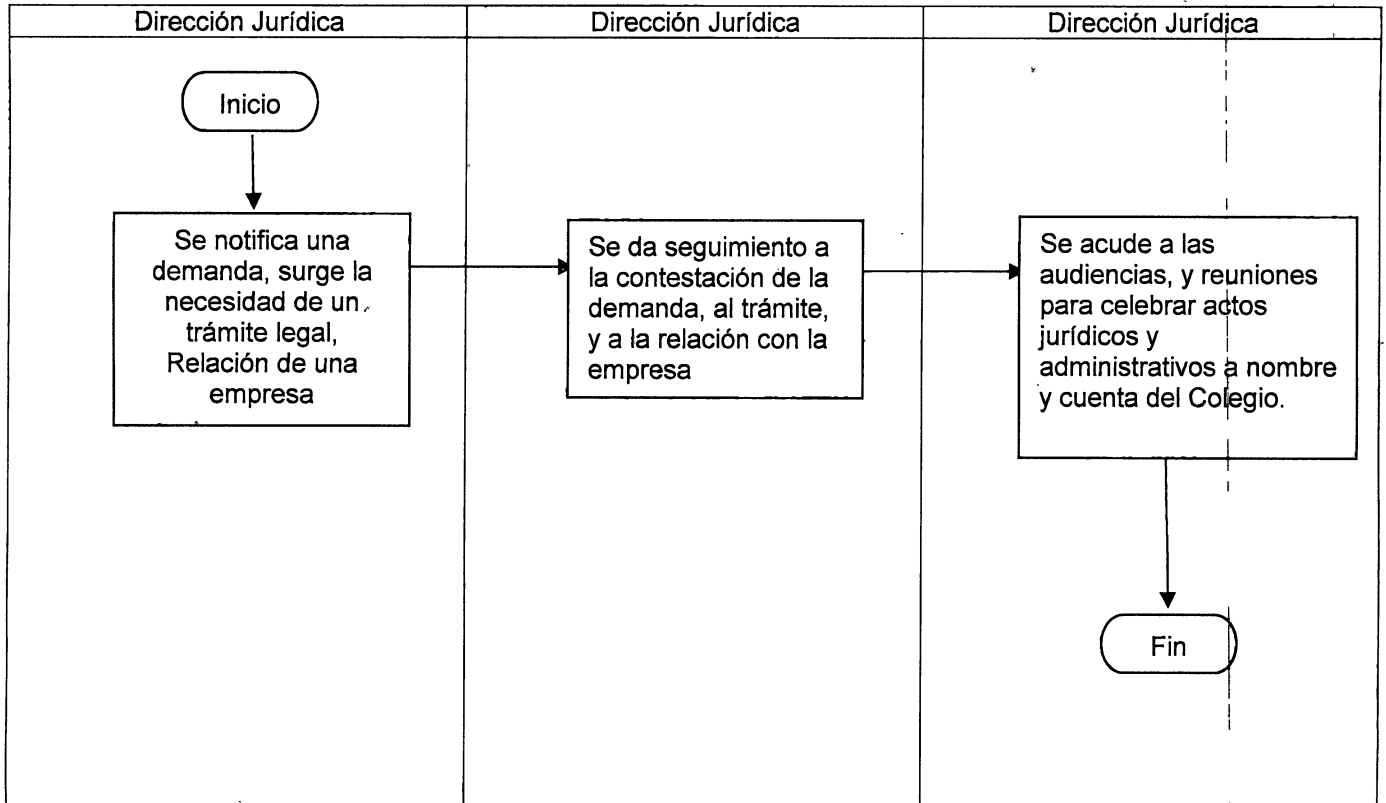 Dirección Jurídica
Dirección Jurídica
Dirección Jurídica
Inicio
Se notifica una
demanda, surge la
necesidad de un
trámite legal,
Relación de una
empresa
Se da seguimiento a
la contestación de la
demanda, al trámite,
y a la relación con la
empresa
Se acude a las
audiencias, y reuniones
para celebrar actos
jurídicos y
administrativos a nombre
y cuenta del Colegio.
Fin